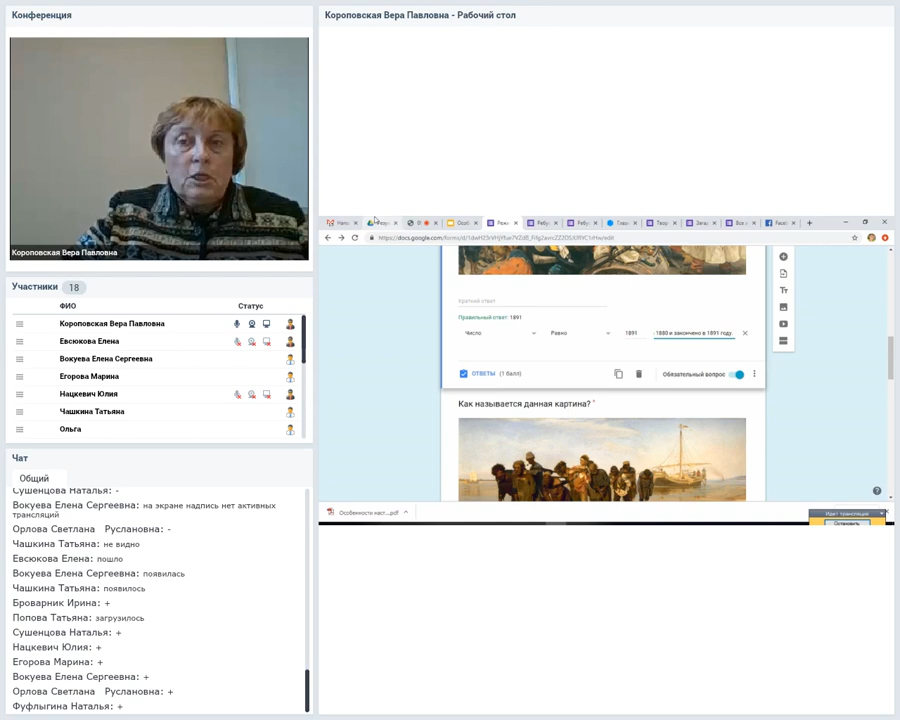 Конференция
Короповская Вера Павловна
Участники 18
ФИО Статус
Короповская Вера Павловна
Евсюкова Елена
Вокуева Елена Сергеевна
Егорова Марина
Нацкевич Юлия
Чашкина Татьяна
Ольга
Чат
Общий
Сушенцова Наталья: -
Вокуева Елена Сергеевна: на экране надпись нет активных
трансляций
Орлова Светлана Руслановна: -
Чашкина Татьяна: не видно
Евсюкова Елена: пошло
Вокуева Елена Сергеевна: появилась
Чашкина Татьяна: появилось
Броварник Ирина: +
Попова Татьяна: загрузилось
Сушенцова Наталья: +
Нацкевич Юлия: +
Егорова Марина: +
Вокуева Елена Сергеевна: +
Орлова Светлана Руслановна: +
Фуфлыгина Наталья: +
Короповская Вера Павловна - Рабочий стол
Краткий ответ
Правильный ответ: 1891
Число Равно 1891 - 1880 и закончено в 1891 году.
ОТВЕТЫ (1 балл) Обязательный вопрос
Как называется данная картина? *
Особенности наст....pdf
Идет трансляция
Остановить